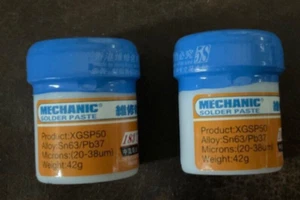 MECHANIC®
SOLDER PASTE
Product:XGSP50
Alloy:Sn63/Pb37
Microns:(20-38um)
Weight:42g
MECHANIC®
SOLDER PASTE
Product:XGSP50
Alloy:Sn63/Pb37
Microns:(20-38um)
Weight:42g